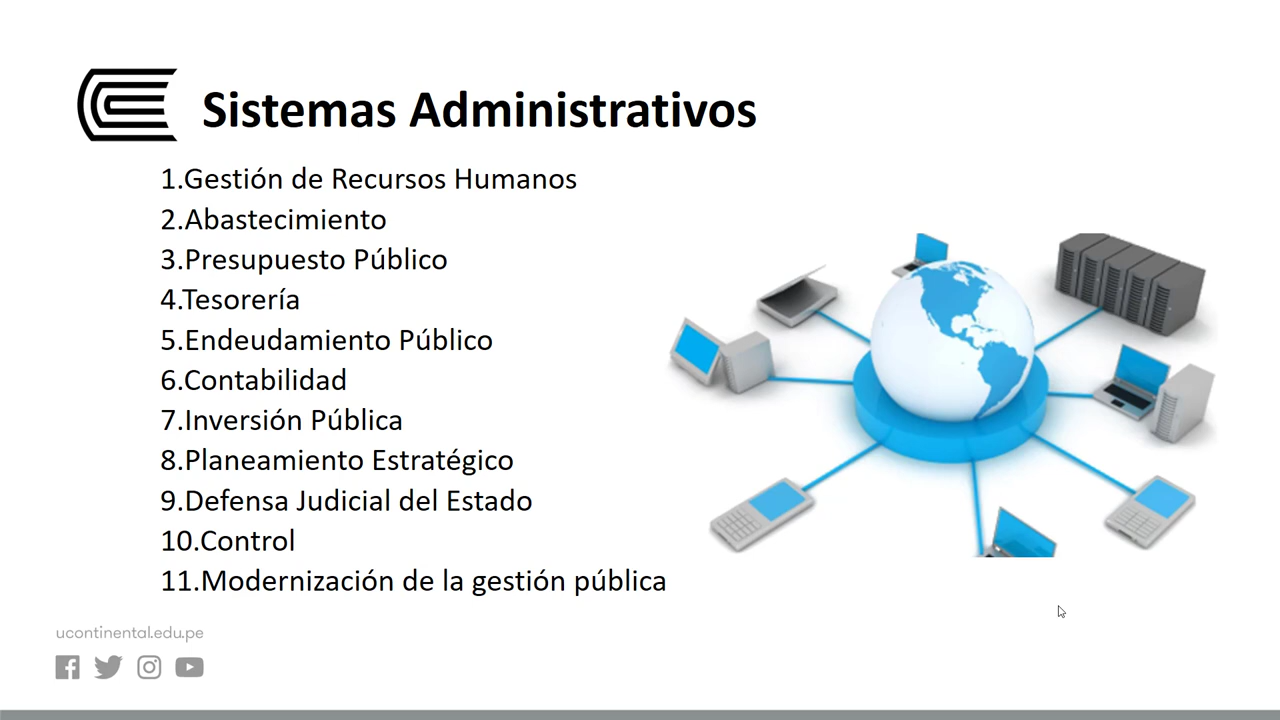 Sistemas Administrativos
1.Gestión de Recursos Humanos
2.Abastecimiento
3.Presupuesto Público
4.Tesorería
5.Endeudamiento Público
6.Contabilidad
7.Inversión Pública
8.Planeamiento Estratégico
9.Defensa Judicial del Estado
10.Control
11.Modernización de la gestión pública
ucontinental.edu.pe